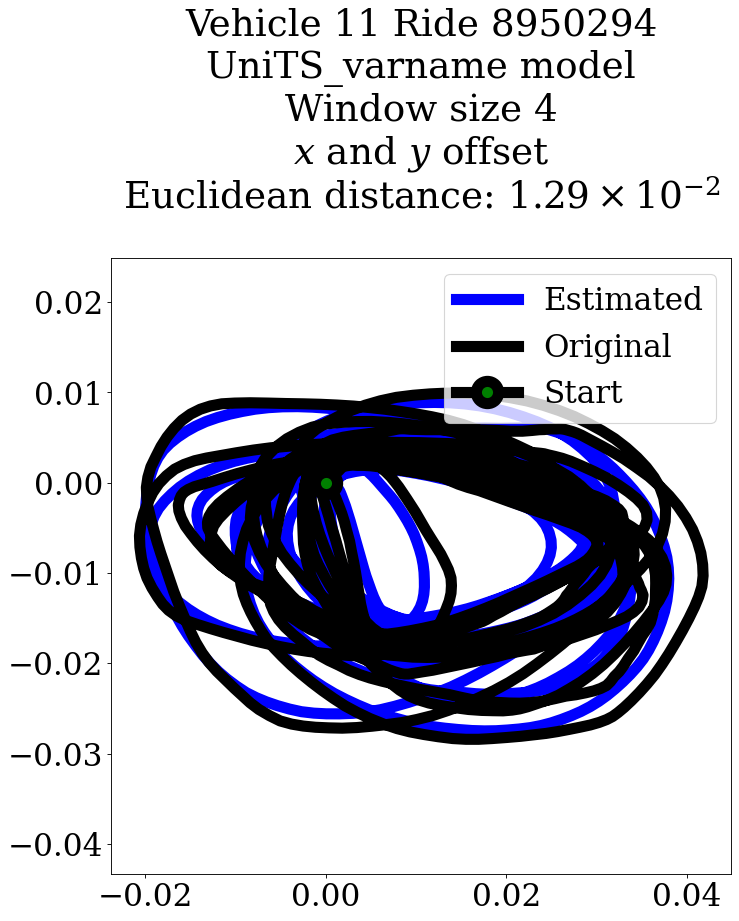 Vehicle 11 Ride 8950294
UniTS_varname model
Window size 4
x and y offset
Euclidean distance: 1.29 × 10⁻²
Estimated
Original
Start
0.02
0.01
0.00
−0.01
−0.02
−0.03
−0.04
−0.02 0.00 0.02 0.04